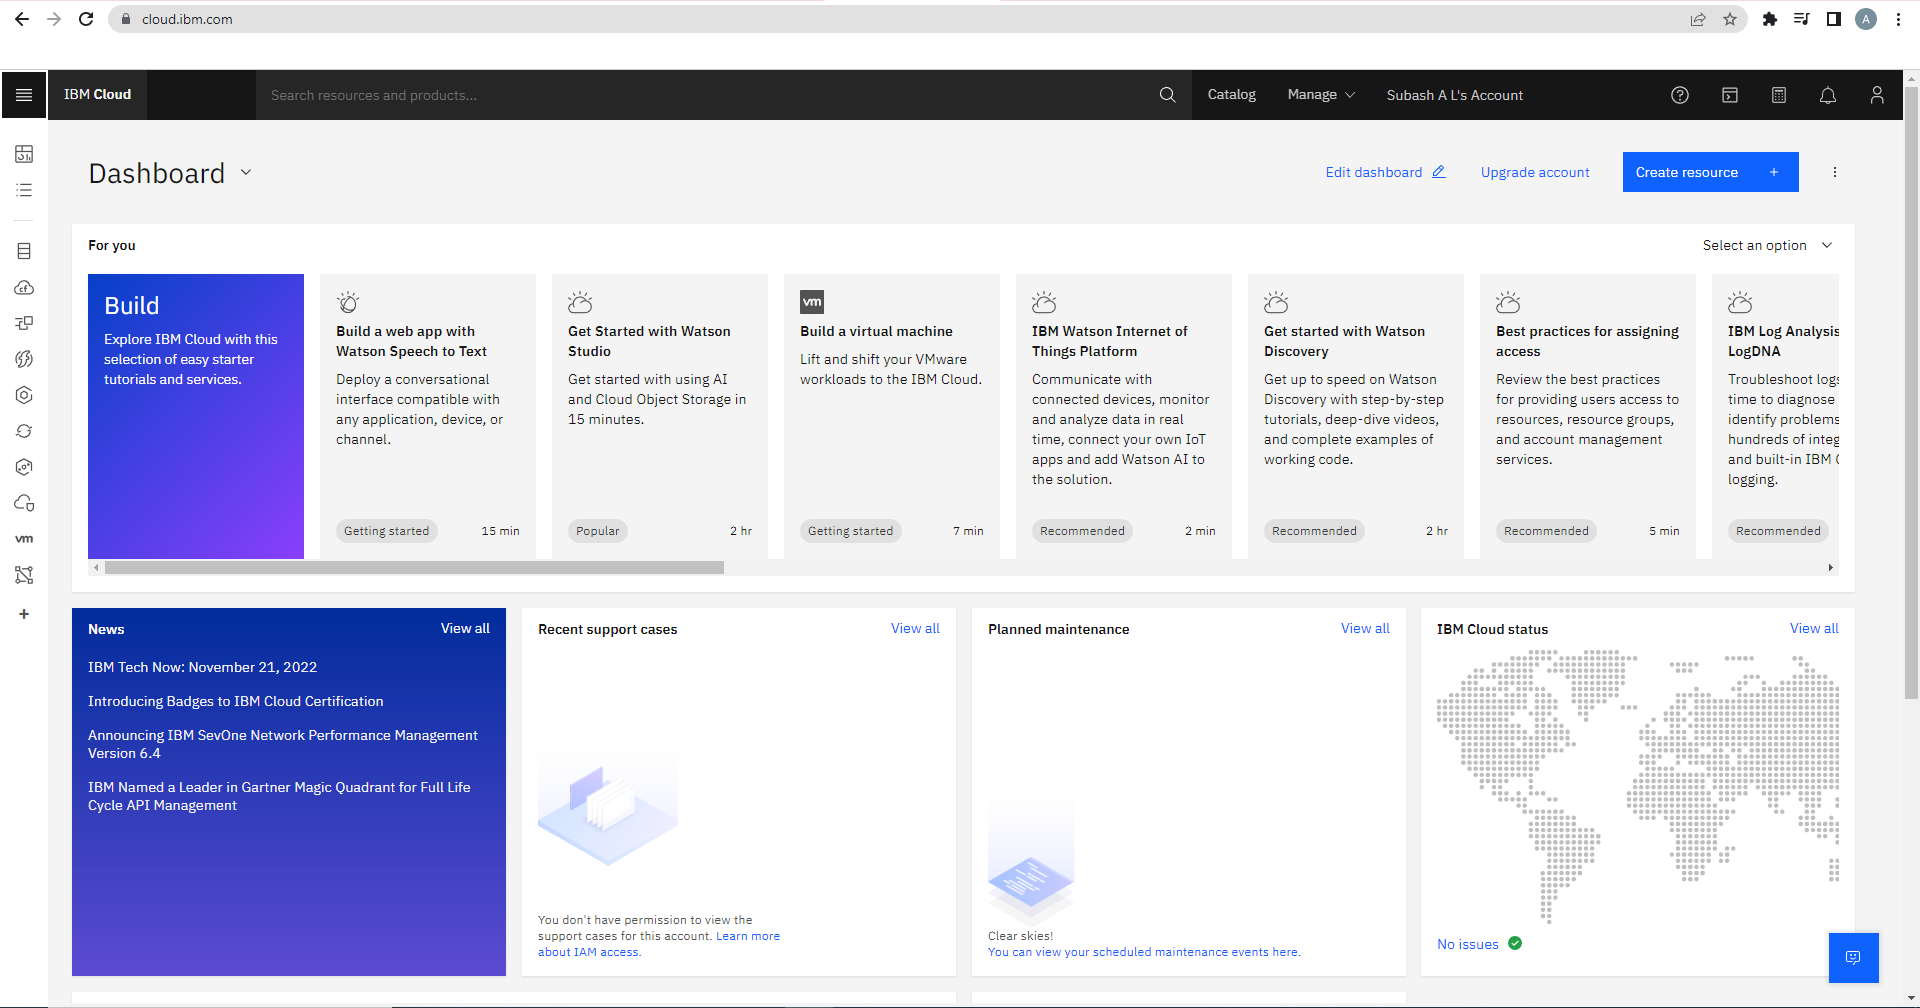 cloud.ibm.com
A
IBM Cloud
Search resources and products...
Catalog
Manage
Subash A L's Account
Dashboard
Edit dashboard
Upgrade account
Create resource +
For you
Select an option
Build
Explore IBM Cloud with this
selection of easy starter
tutorials and services.
Build a web app with
Watson Speech to Text
Deploy a conversational
interface compatible with
any application, device, or
channel.
Getting started
15 min
Get Started with Watson
Studio
Get started with using AI
and Cloud Object Storage in
15 minutes.
Popular
2 hr
vm
Build a virtual machine
Lift and shift your VMware
workloads to the IBM Cloud.
Getting started
7 min
IBM Watson Internet of
Things Platform
Communicate with
connected devices, monitor
and analyze data in real
time, connect your own IoT
apps and add Watson AI to
the solution.
Recommended
2 min
Get started with Watson
Discovery
Get up to speed on Watson
Discovery with step-by-step
tutorials, deep-dive videos,
and complete examples of
working code.
Recommended
2 hr
Best practices for assigning
access
Review the best practices
for providing users access to
resources, resource groups,
and account management
services.
Recommended
5 min
IBM Log Analysis
LogDNA
Troubleshoot logs
time to diagnose
identify problems
hundreds of integ
and built-in IBM C
logging.
Recommended
cf
vm
+
News
View all
IBM Tech Now: November 21, 2022
Introducing Badges to IBM Cloud Certification
Announcing IBM SevOne Network Performance Management
Version 6.4
IBM Named a Leader in Gartner Magic Quadrant for Full Life
Cycle API Management
Recent support cases
View all
You don't have permission to view the
support cases for this account. Learn more
about IAM access.
Planned maintenance
View all
Clear skies!
You can view your scheduled maintenance events here.
IBM Cloud status
View all
No issues